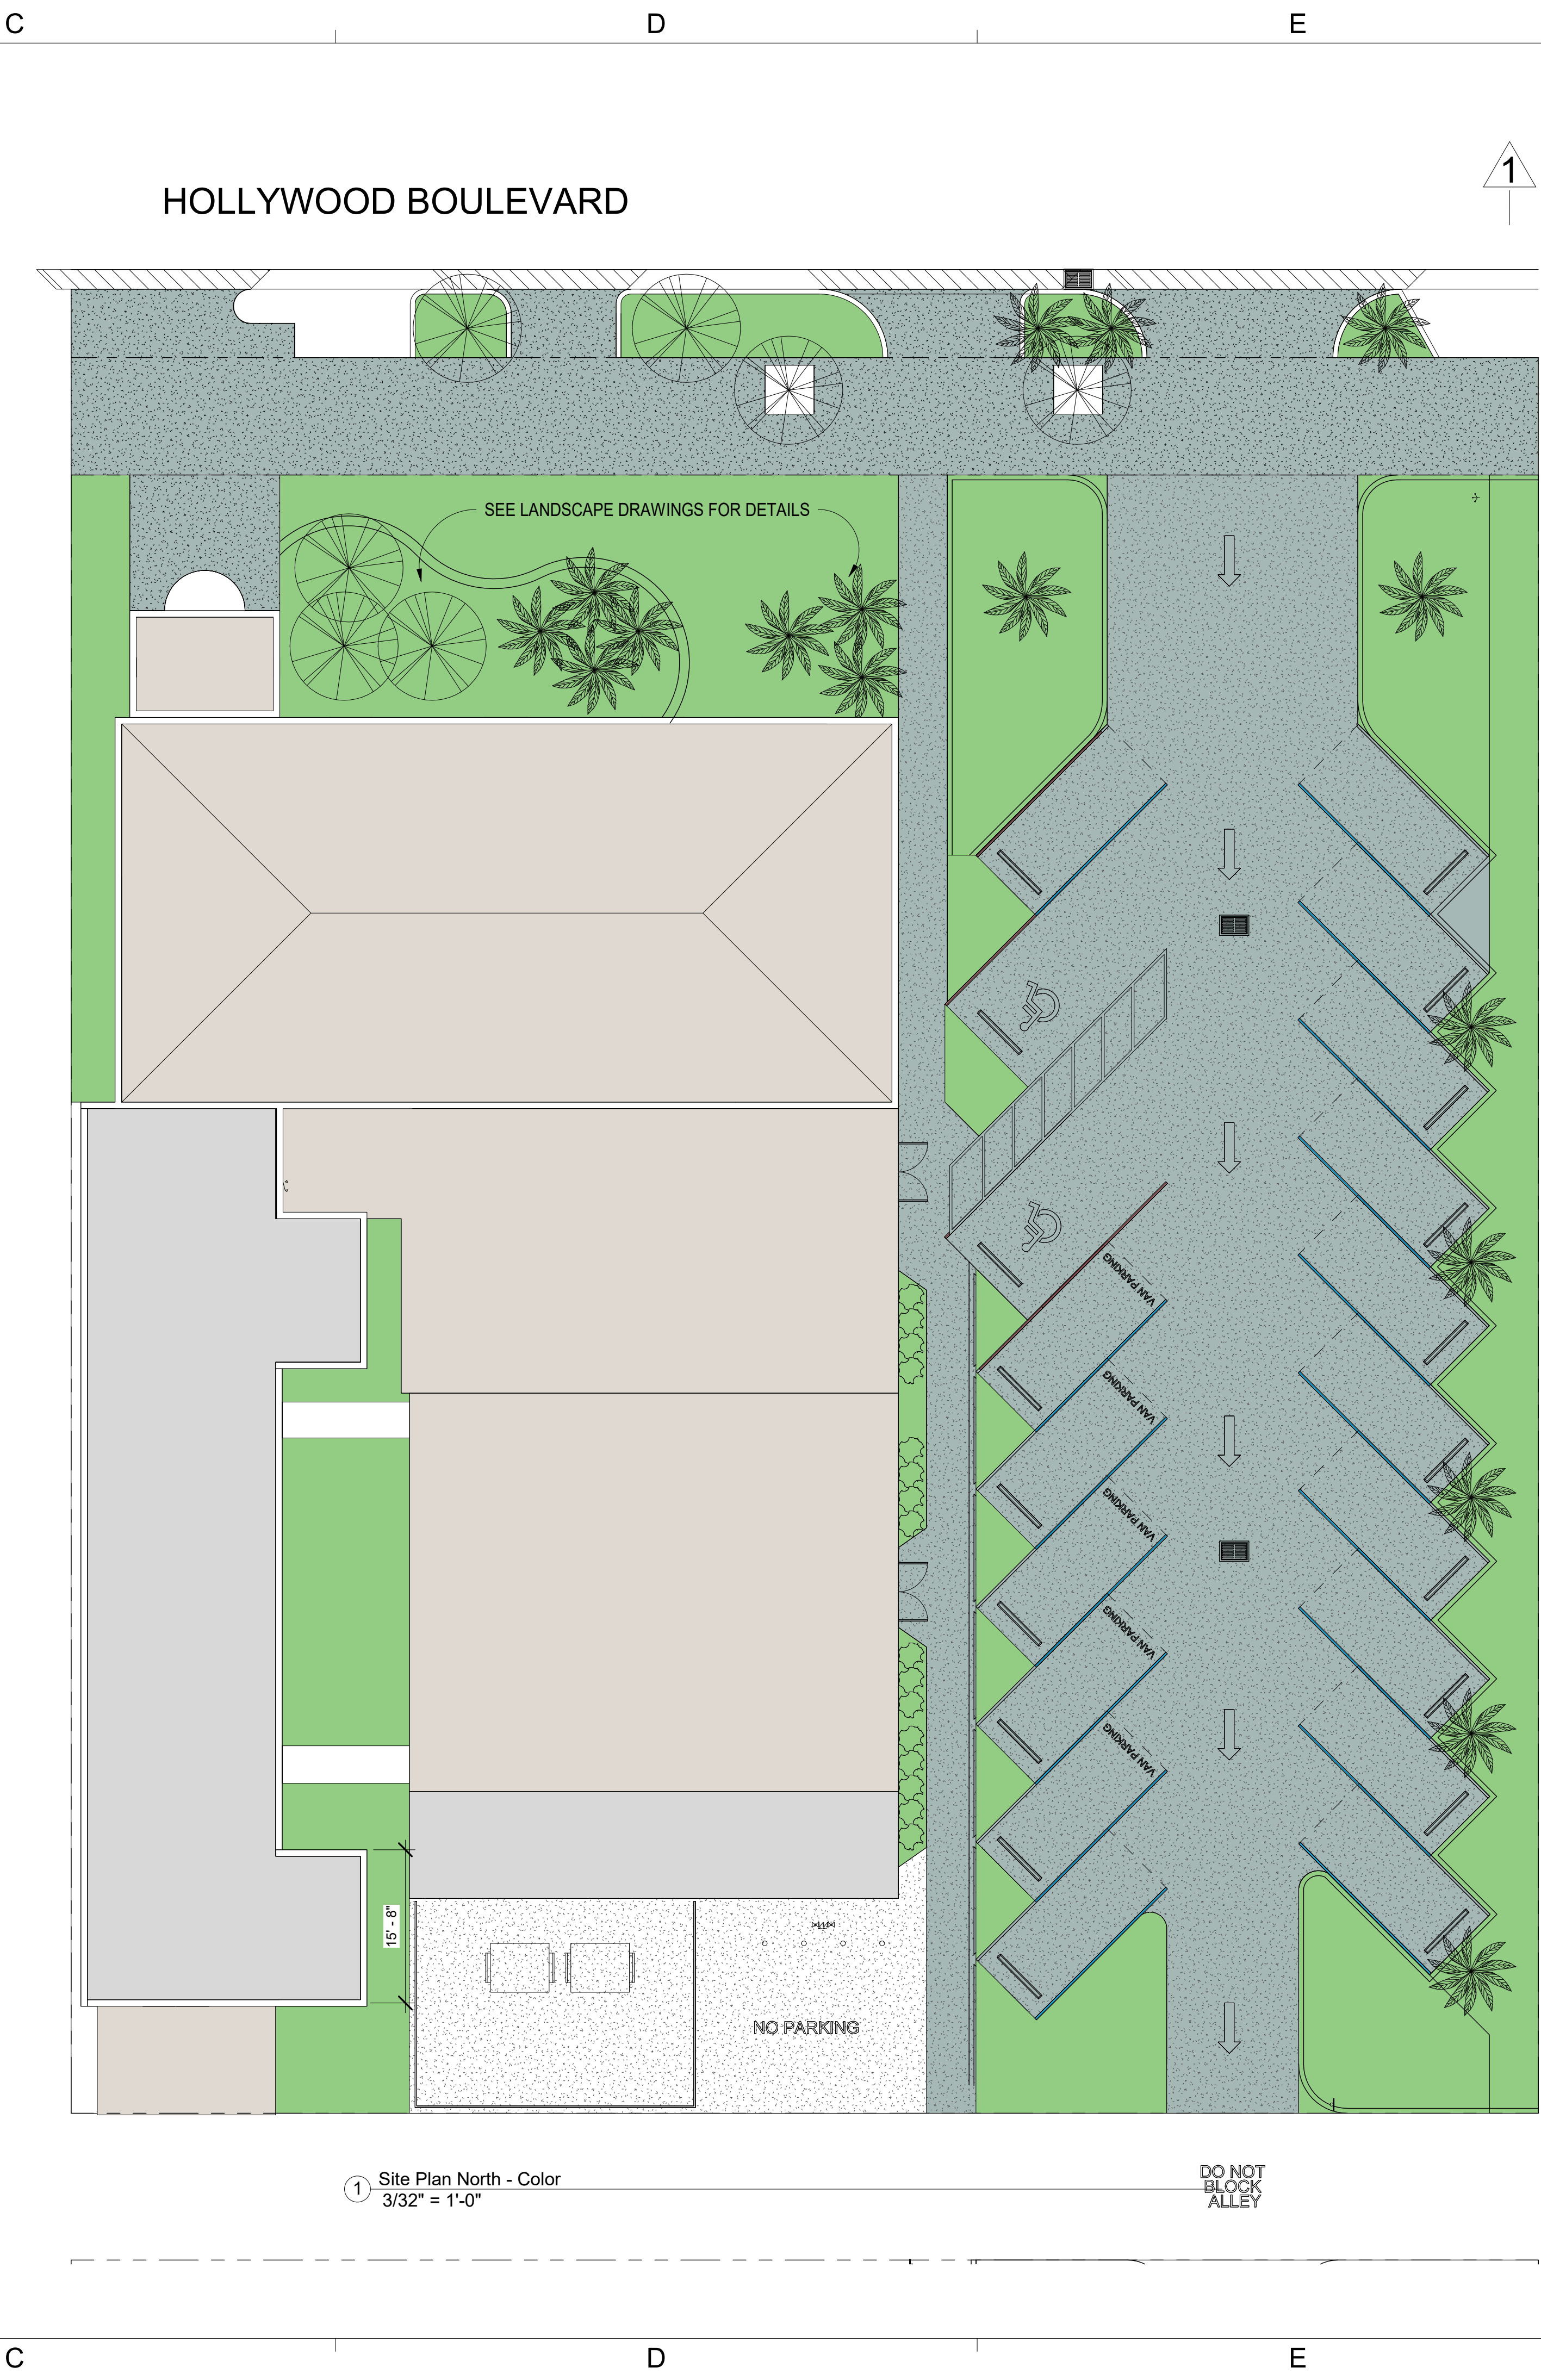 C
D
E
1
HOLLYWOOD BOULEVARD
SEE LANDSCAPE DRAWINGS FOR DETAILS
VAN PARKING
VAN PARKING
VAN PARKING
VAN PARKING
VAN PARKING
15' - 8"
NO PARKING
1
Site Plan North - Color
3/32" = 1'-0"
DO NOT
BLOCK
ALLEY
C
D
E